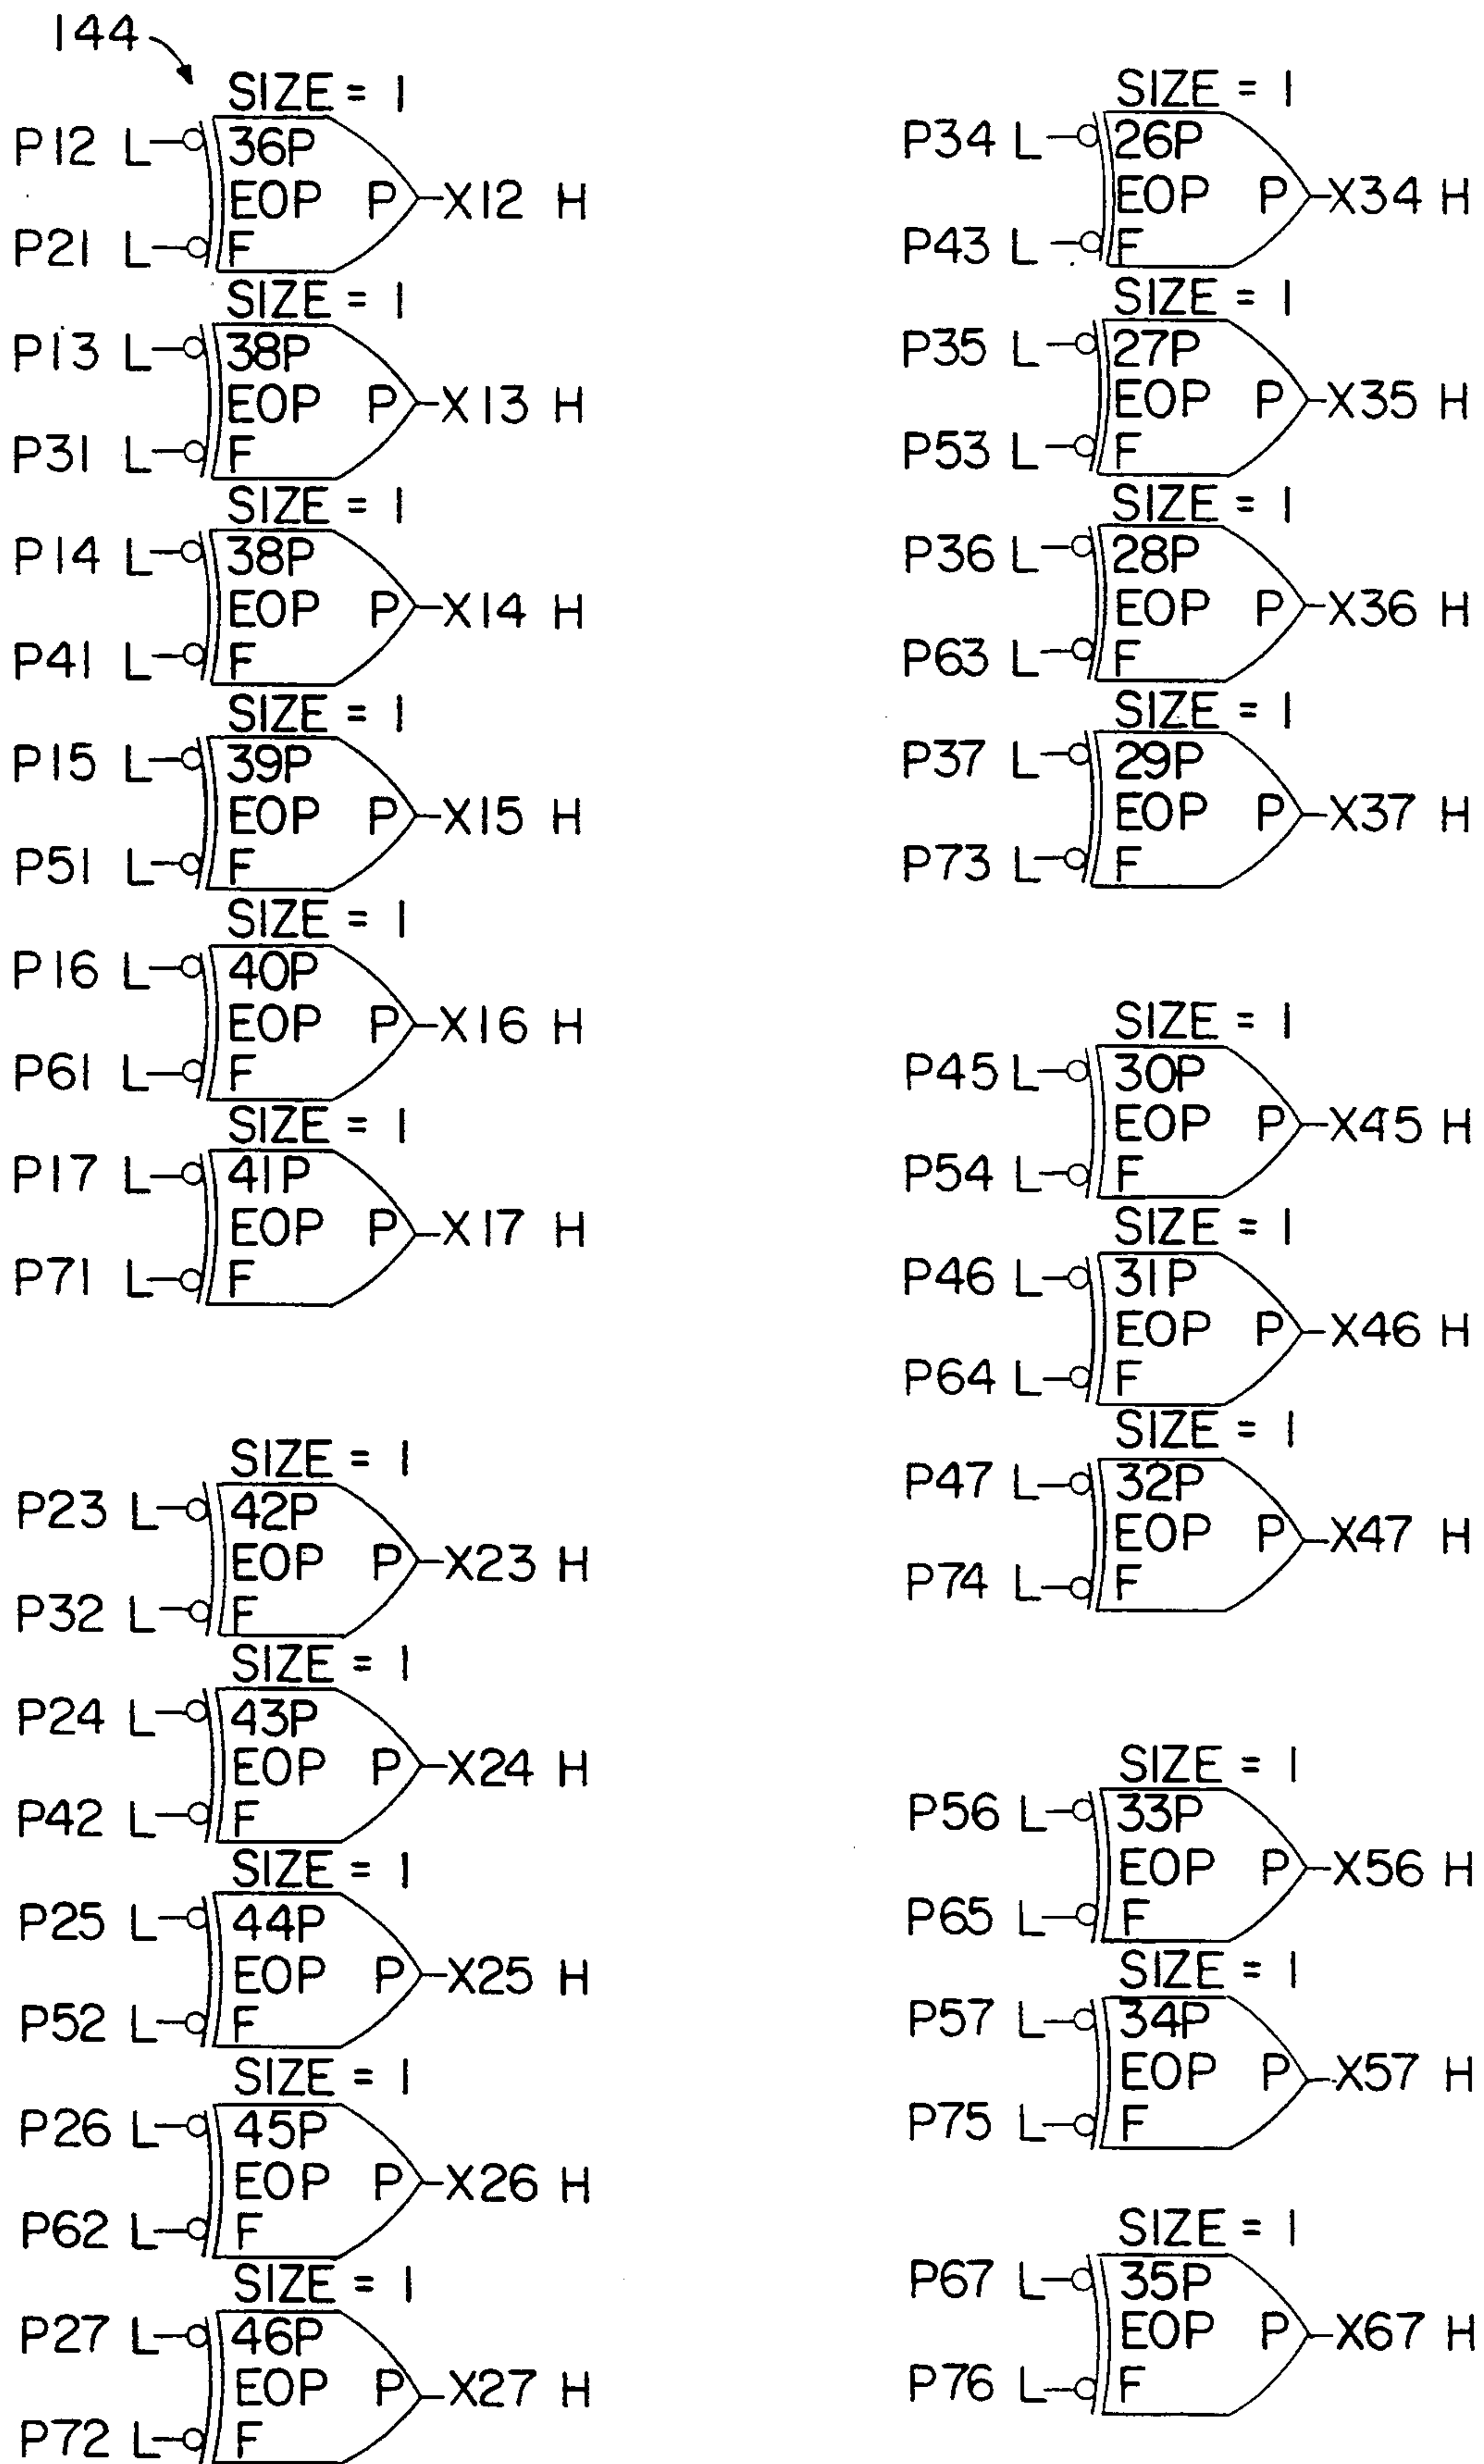 144
SIZE = 1
P12 L 36P
EOP P X12 H
P21 L F
SIZE = 1
P13 L 38P
EOP P X13 H
P31 L F
SIZE = 1
P14 L 38P
EOP P X14 H
P41 L F
SIZE = 1
P15 L 39P
EOP P X15 H
P51 L F
SIZE = 1
P16 L 40P
EOP P X16 H
P61 L F
SIZE = 1
P17 L 41P
EOP P X17 H
P71 L F
SIZE = 1
P23 L 42P
EOP P X23 H
P32 L F
SIZE = 1
P24 L 43P
EOP P X24 H
P42 L F
SIZE = 1
P25 L 44P
EOP P X25 H
P52 L F
SIZE = 1
P26 L 45P
EOP P X26 H
P62 L F
SIZE = 1
P27 L 46P
EOP P X27 H
P72 L F
SIZE = 1
P34 L 26P
EOP P X34 H
P43 L F
SIZE = 1
P35 L 27P
EOP P X35 H
P53 L F
SIZE = 1
P36 L 28P
EOP P X36 H
P63 L F
SIZE = 1
P37 L 29P
EOP P X37 H
P73 L F
SIZE = 1
P45 L 30P
EOP P X45 H
P54 L F
SIZE = 1
P46 L 31P
EOP P X46 H
P64 L F
SIZE = 1
P47 L 32P
EOP P X47 H
P74 L F
SIZE = 1
P56 L 33P
EOP P X56 H
P65 L F
SIZE = 1
P57 L 34P
EOP P X57 H
P75 L F
SIZE = 1
P67 L 35P
EOP P X67 H
P76 L F